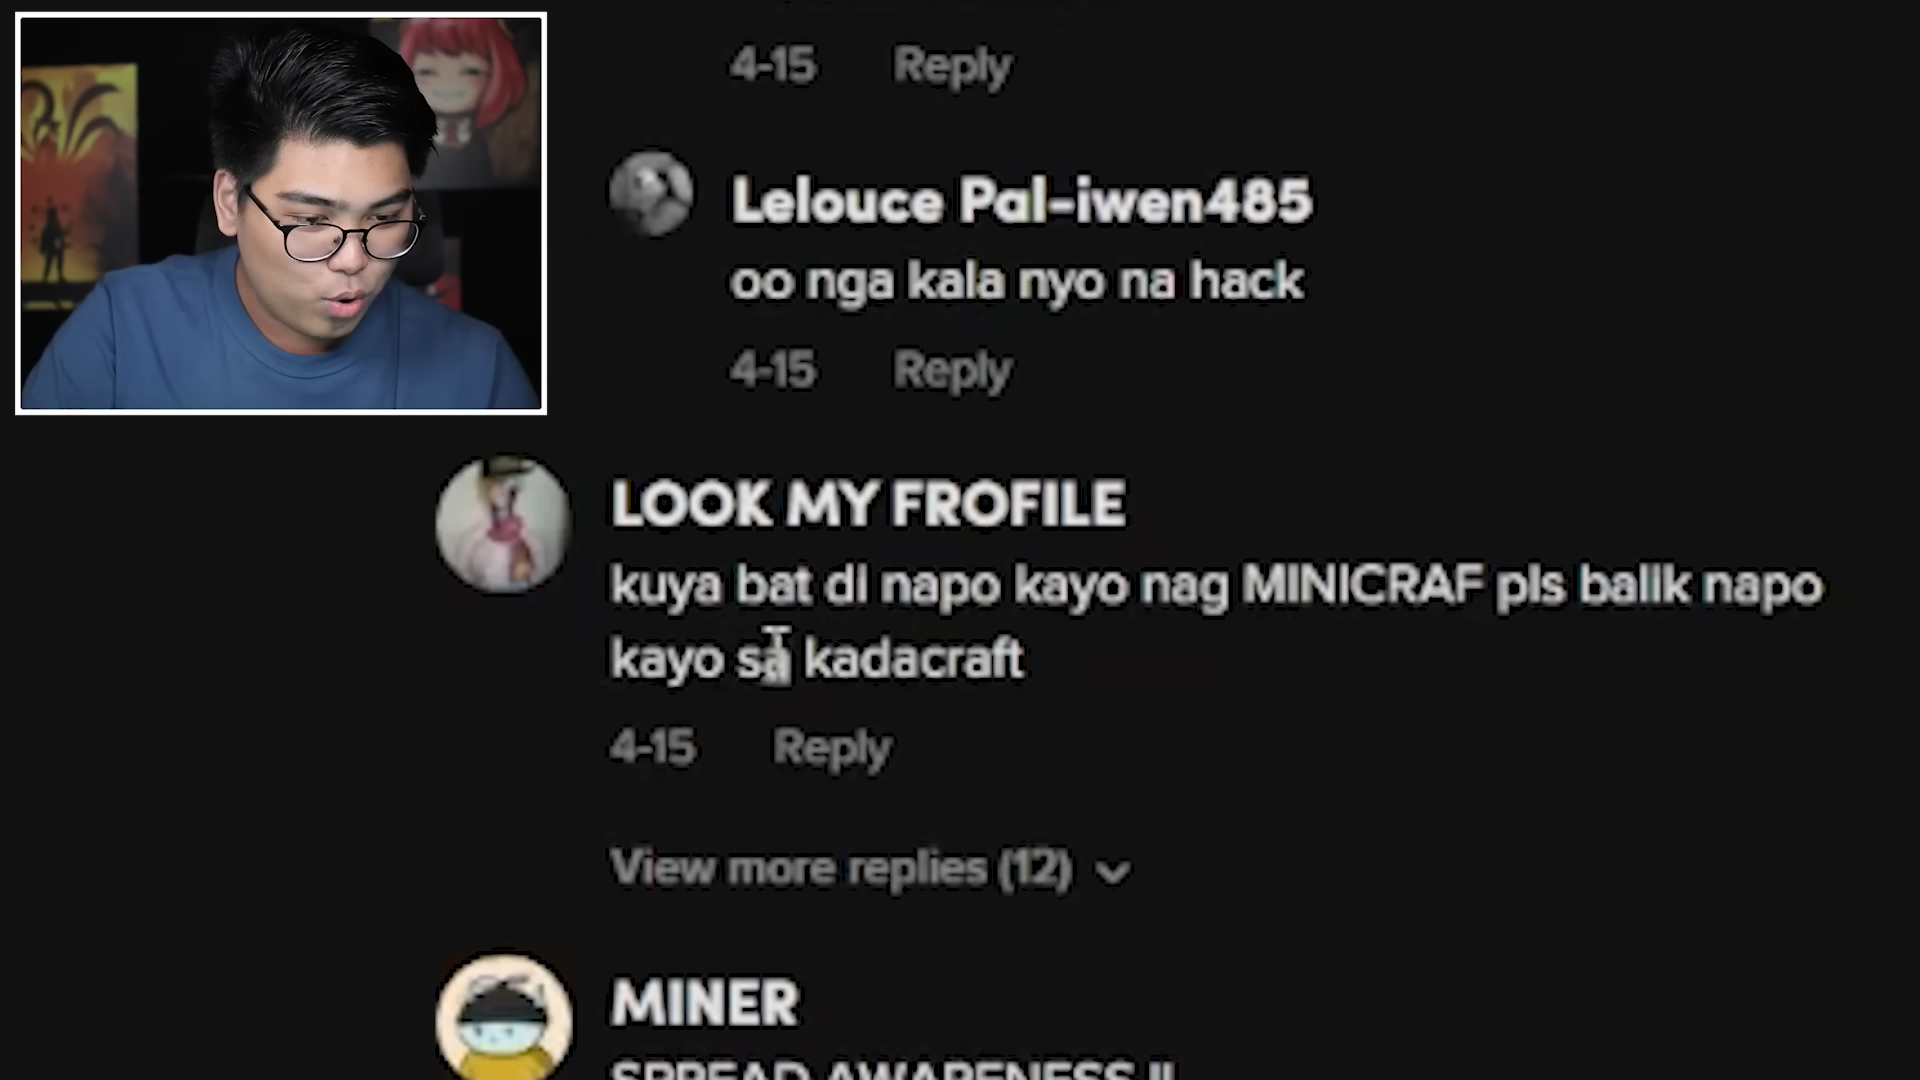 4-15 Reply
Lelouce Pal-iwen485
oo nga kala nyo na hack
4-15 Reply
LOOK MY FROFILE
kuya bat di napo kayo nag MINICRAF pls balik napo
kayo sa kadacraft
4-15 Reply
View more replies (12)
MINER
SPREAD AWARENESS !!